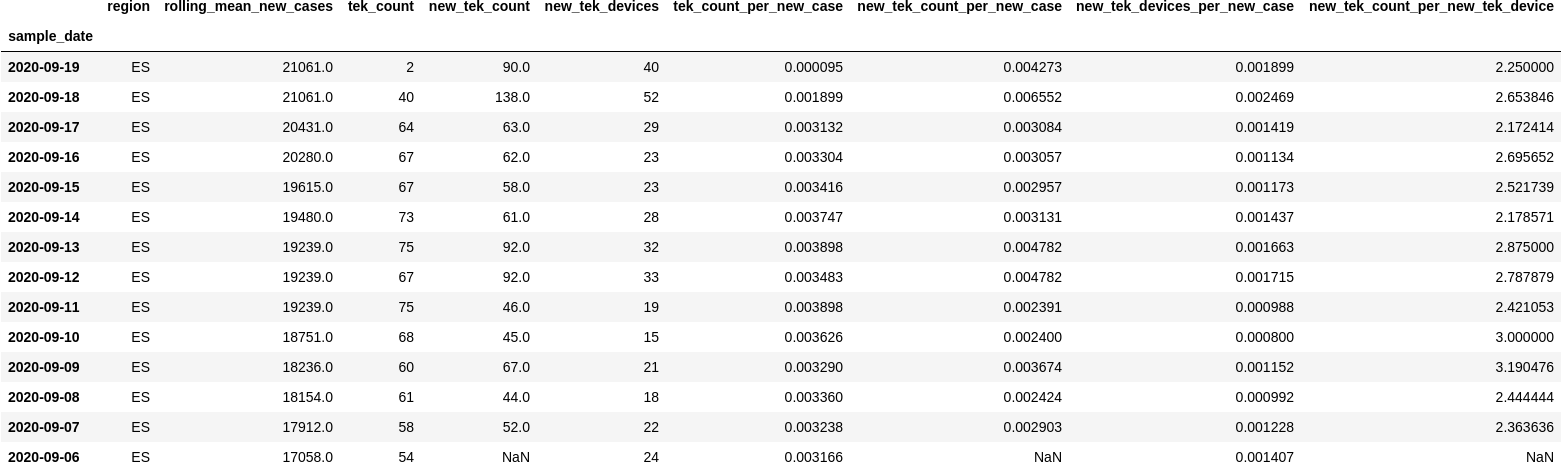 region rolling_mean_new_cases tek_count new_tek_count new_tek_devices tek_count_per_new_case new_tek_count_per_new_case new_tek_devices_per_new_case new_tek_count_per_new_tek_device
sample_date
2020-09-19 ES 21061.0 2 90.0 40 0.000095 0.004273 0.001899 2.250000
2020-09-18 ES 21061.0 40 138.0 52 0.001899 0.006552 0.002469 2.653846
2020-09-17 ES 20431.0 64 63.0 29 0.003132 0.003084 0.001419 2.172414
2020-09-16 ES 20280.0 67 62.0 23 0.003304 0.003057 0.001134 2.695652
2020-09-15 ES 19615.0 67 58.0 23 0.003416 0.002957 0.001173 2.521739
2020-09-14 ES 19480.0 73 61.0 28 0.003747 0.003131 0.001437 2.178571
2020-09-13 ES 19239.0 75 92.0 32 0.003898 0.004782 0.001663 2.875000
2020-09-12 ES 19239.0 67 92.0 33 0.003483 0.004782 0.001715 2.787879
2020-09-11 ES 19239.0 75 46.0 19 0.003898 0.002391 0.000988 2.421053
2020-09-10 ES 18751.0 68 45.0 15 0.003626 0.002400 0.000800 3.000000
2020-09-09 ES 18236.0 60 67.0 21 0.003290 0.003674 0.001152 3.190476
2020-09-08 ES 18154.0 61 44.0 18 0.003360 0.002424 0.000992 2.444444
2020-09-07 ES 17912.0 58 52.0 22 0.003238 0.002903 0.001228 2.363636
2020-09-06 ES 17058.0 54 NaN 24 0.003166 NaN 0.001407 NaN